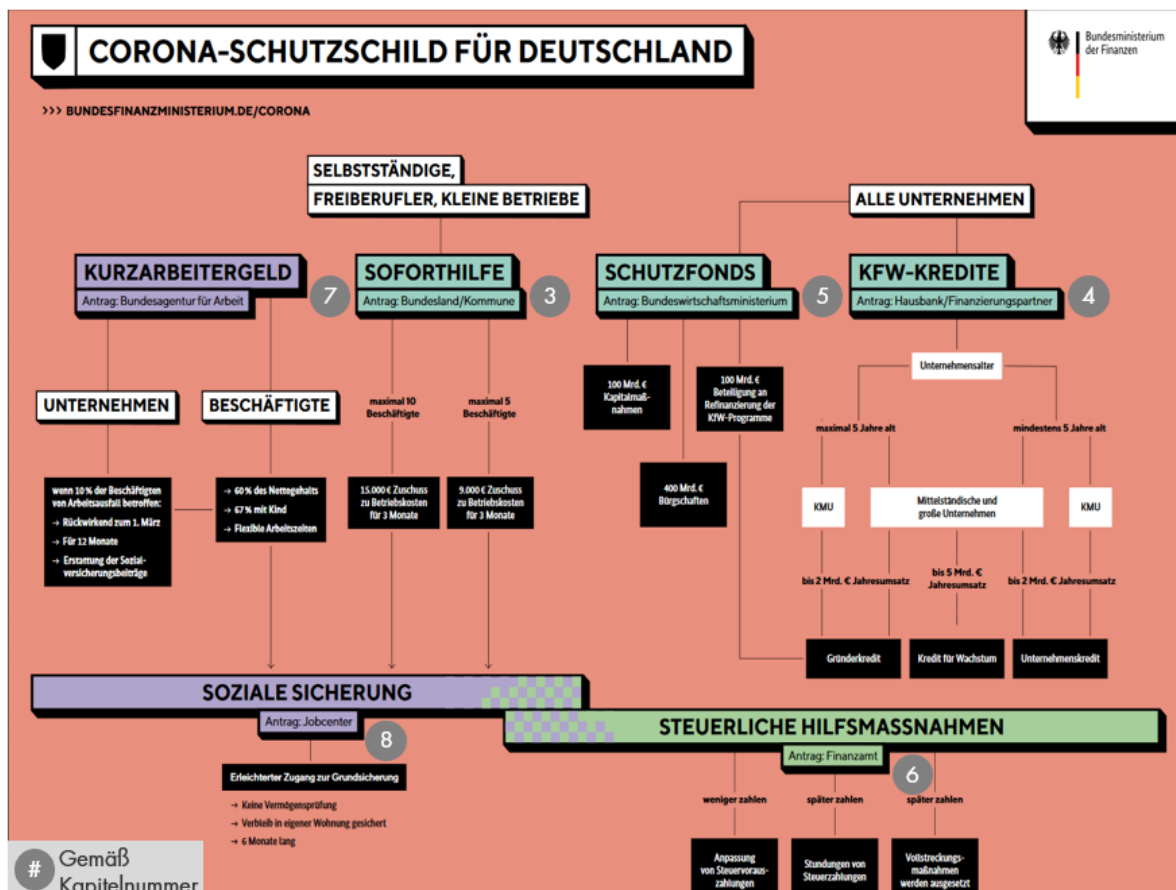 CORONA-SCHUTZSCHILD FÜR DEUTSCHLAND
Bundesministerium
der Finanzen
>>> BUNDESFINANZMINISTERIUM.DE/CORONA
SELBSTSTÄNDIGE,
FREIBERUFLER, KLEINE BETRIEBE
ALLE UNTERNEHMEN
KURZARBEITERGELD
Antrag: Bundesagentur für Arbeit
7
SOFORTHILFE
Antrag: Bundesland/Kommune
3
SCHUTZFONDS
Antrag: Bundeswirtschaftsministerium
5
KFW-KREDITE
Antrag: Hausbank/Finanzierungspartner
4
UNTERNEHMEN
BESCHÄFTIGTE
maximal 10
Beschäftigte
maximal 5
Beschäftigte
100 Mrd. €
Kapitalmaß-
nahmen
100 Mrd. €
Beteiligung an
Refinanzierung der
KfW-Programme
Unternehmensalter
maximal 5 Jahre alt
mindestens 5 Jahre alt
wenn 10 % der Beschäftigten
von Arbeitsausfall betroffen:
→ Rückwirkend zum 1. März
→ Für 12 Monate
→ Erstattung der Sozial-
versicherungsbeiträge
→ 60 % des Nettogehalts
→ 67 % mit Kind
→ Flexible Arbeitszeiten
15.000 € Zuschuss
zu Betriebskosten
für 3 Monate
9.000 € Zuschuss
zu Betriebskosten
für 3 Monate
400 Mrd. €
Bürgschaften
KMU
Mittelständische und
große Unternehmen
KMU
bis 2 Mrd. € Jahresumsatz
bis 5 Mrd. €
Jahresumsatz
bis 2 Mrd. € Jahresumsatz
Gründerkredit
Kredit für Wachstum
Unternehmenskredit
SOZIALE SICHERUNG
Antrag: Jobcenter
8
Erleichterter Zugang zur Grundsicherung
→ Keine Vermögensprüfung
→ Verbleib in eigener Wohnung gesichert
→ 6 Monate lang
STEUERLICHE HILFSMASSNAHMEN
Antrag: Finanzamt
6
weniger zahlen
später zahlen
später zahlen
Anpassung
von Steuervoraus-
zahlungen
Stundungen von
Steuerzahlungen
Vollstreckungs-
maßnahmen
werden ausgesetzt
# Gemäß
Kapitelnummer